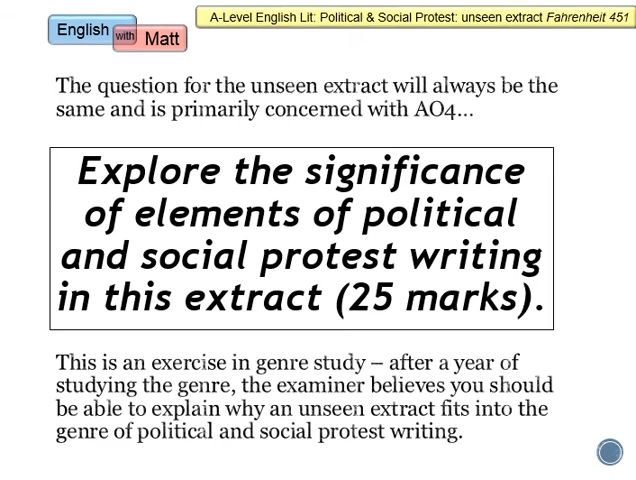 A-Level English Lit: Political & Social Protest: unseen extract Fahrenheit 451
English with Matt
The question for the unseen extract will always be the
same and is primarily concerned with AO4…
Explore the significance
of elements of political
and social protest writing
in this extract (25 marks).
This is an exercise in genre study – after a year of
studying the genre, the examiner believes you should
be able to explain why an unseen extract fits into the
genre of political and social protest writing.